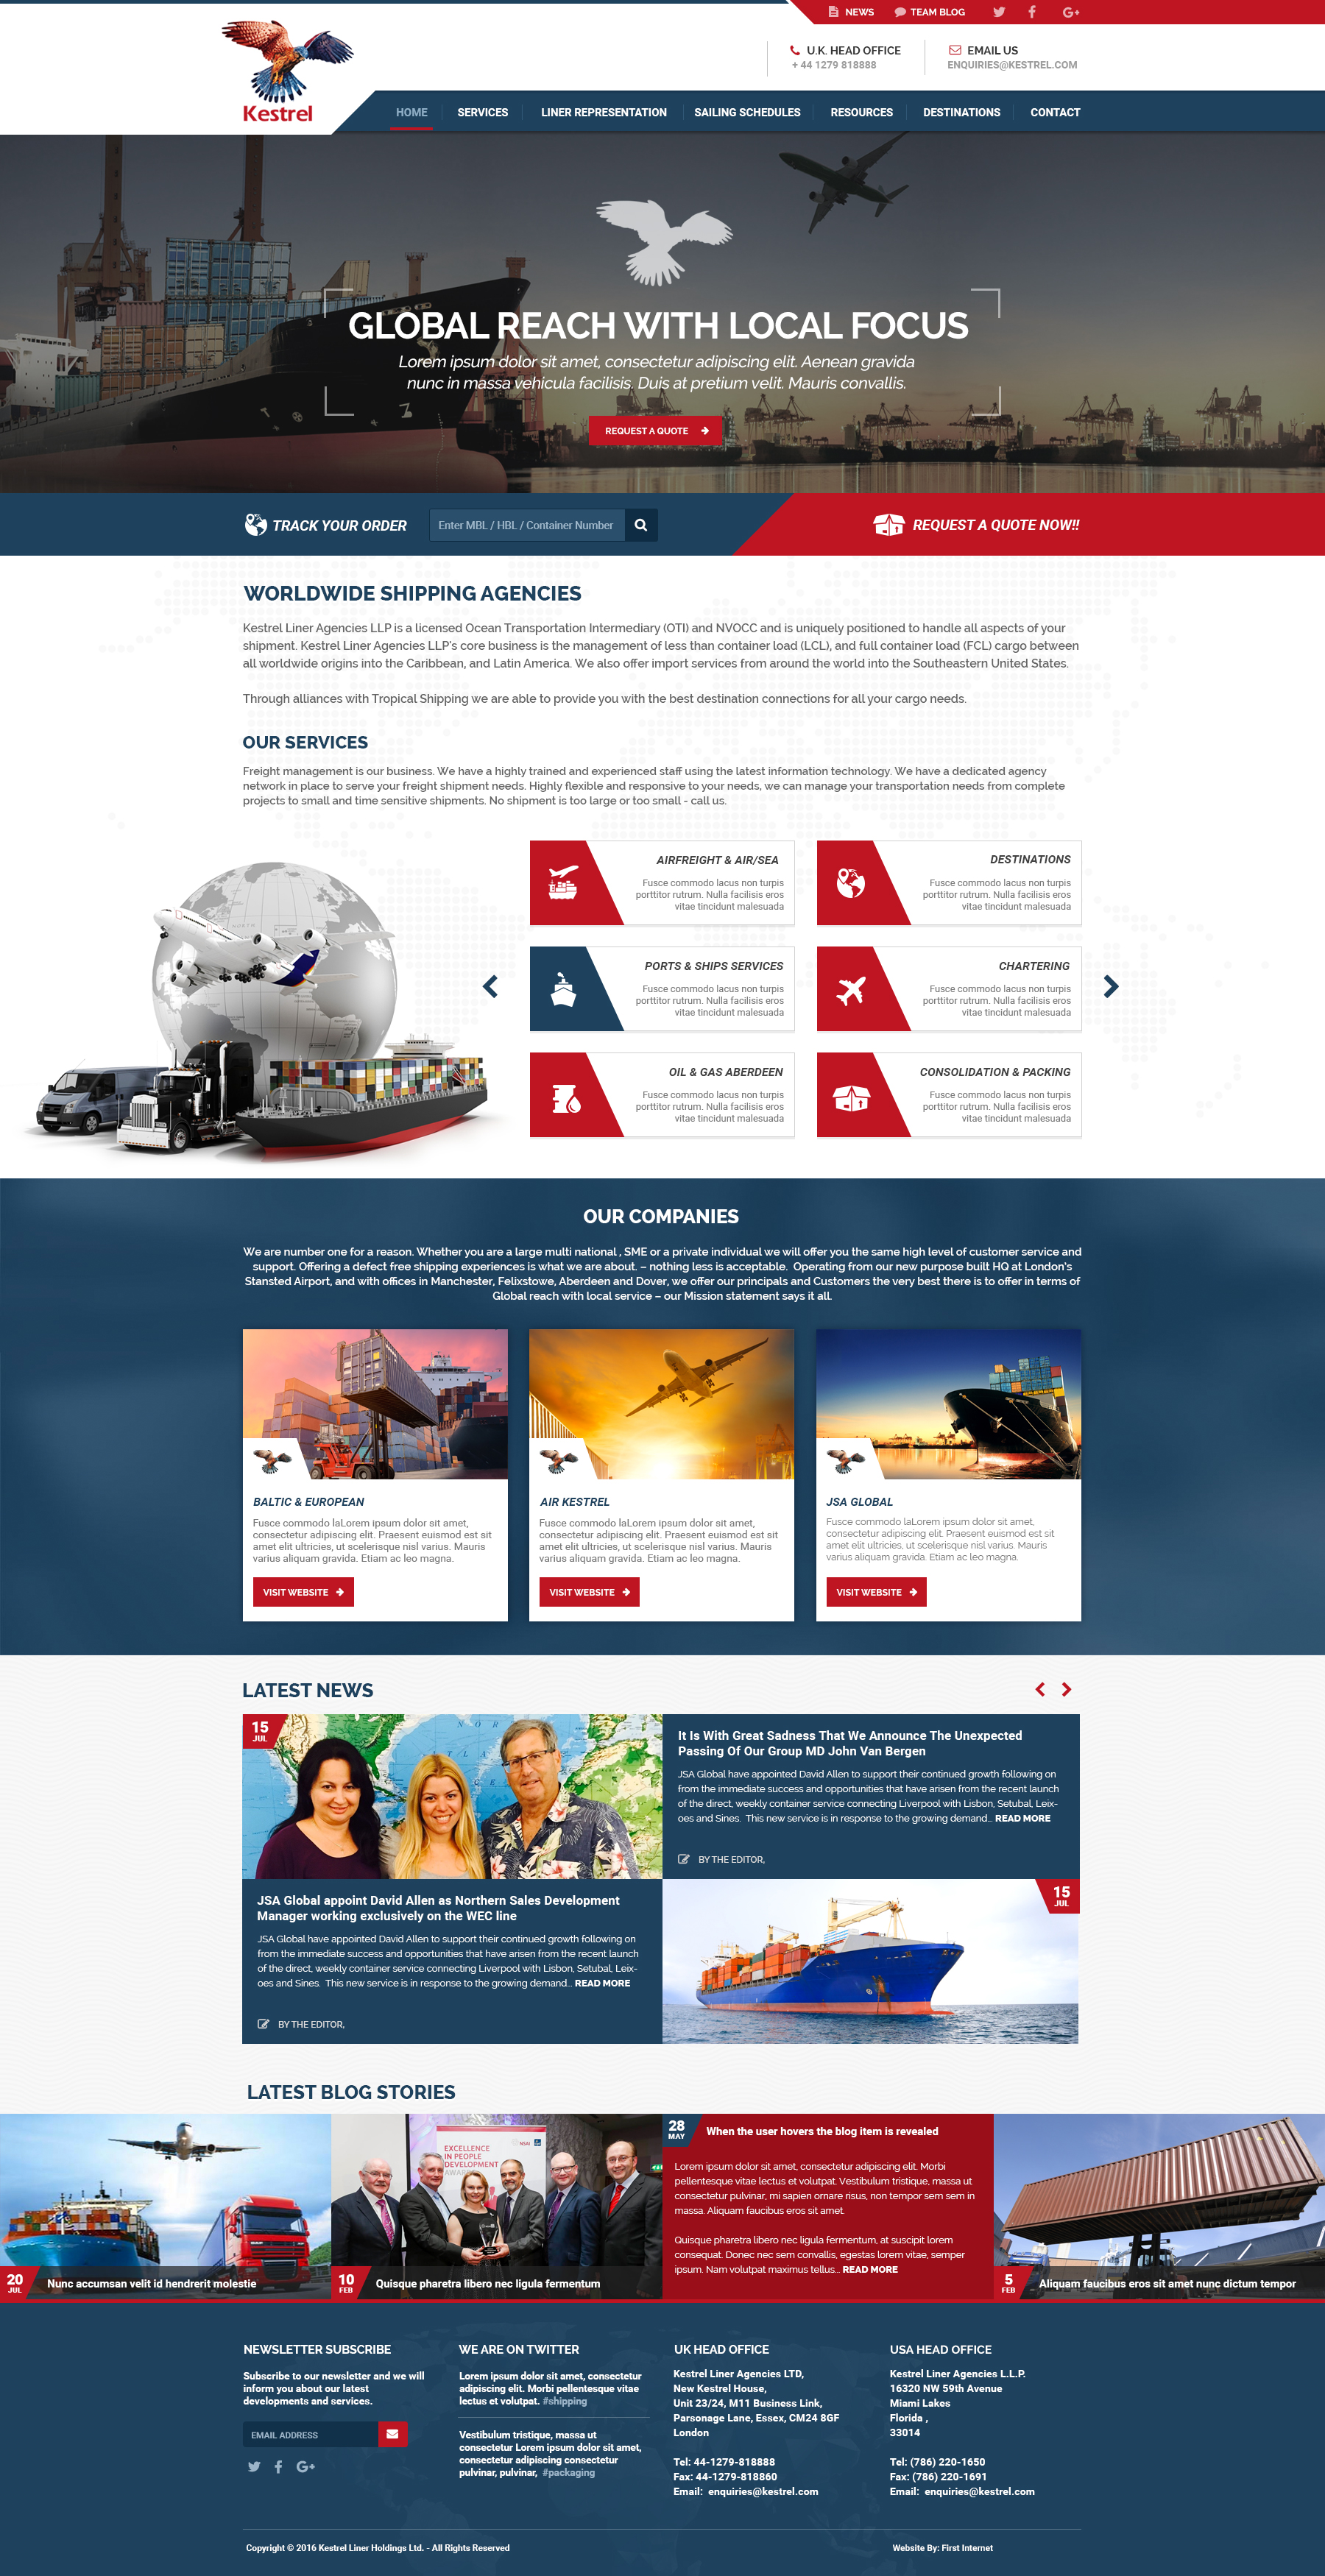 NEWS TEAM BLOG
U.K. HEAD OFFICE
+ 44 1279 818888
EMAIL US
ENQUIRIES@KESTREL.COM
Kestrel
HOME SERVICES LINER REPRESENTATION SAILING SCHEDULES RESOURCES DESTINATIONS CONTACT
GLOBAL REACH WITH LOCAL FOCUS
Lorem ipsum dolor sit amet, consectetur adipiscing elit. Aenean gravida
nunc in massa vehicula facilisis. Duis at pretium velit. Mauris convallis.
REQUEST A QUOTE
TRACK YOUR ORDER
Enter MBL / HBL / Container Number
REQUEST A QUOTE NOW!!
WORLDWIDE SHIPPING AGENCIES
Kestrel Liner Agencies LLP is a licensed Ocean Transportation Intermediary (OTI) and NVOCC and is uniquely positioned to handle all aspects of your
shipment. Kestrel Liner Agencies LLP's core business is the management of less than container load (LCL), and full container load (FCL) cargo between
all worldwide origins into the Caribbean, and Latin America. We also offer import services from around the world into the Southeastern United States.
Through alliances with Tropical Shipping we are able to provide you with the best destination connections for all your cargo needs.
OUR SERVICES
Freight management is our business. We have a highly trained and experienced staff using the latest information technology. We have a dedicated agency
network in place to serve your freight shipment needs. Highly flexible and responsive to your needs, we can manage your transportation needs from complete
projects to small and time sensitive shipments. No shipment is too large or too small - call us.
AIRFREIGHT & AIR/SEA
Fusce commodo lacus non turpis
porttitor rutrum. Nulla facilisis eros
vitae tincidunt malesuada
DESTINATIONS
Fusce commodo lacus non turpis
porttitor rutrum. Nulla facilisis eros
vitae tincidunt malesuada
PORTS & SHIPS SERVICES
Fusce commodo lacus non turpis
porttitor rutrum. Nulla facilisis eros
vitae tincidunt malesuada
CHARTERING
Fusce commodo lacus non turpis
porttitor rutrum. Nulla facilisis eros
vitae tincidunt malesuada
OIL & GAS ABERDEEN
Fusce commodo lacus non turpis
porttitor rutrum. Nulla facilisis eros
vitae tincidunt malesuada
CONSOLIDATION & PACKING
Fusce commodo lacus non turpis
porttitor rutrum. Nulla facilisis eros
vitae tincidunt malesuada
OUR COMPANIES
We are number one for a reason. Whether you are a large multi national , SME or a private individual we will offer you the same high level of customer service and
support. Offering a defect free shipping experiences is what we are about. – nothing less is acceptable. Operating from our new purpose built HQ at London's
Stansted Airport, and with offices in Manchester, Felixstowe, Aberdeen and Dover, we offer our principals and Customers the very best there is to offer in terms of
Global reach with local service – our Mission statement says it all.
BALTIC & EUROPEAN
Fusce commodo laLorem ipsum dolor sit amet,
consectetur adipiscing elit. Praesent euismod est sit
amet elit ultricies, ut scelerisque nisl varius. Mauris
varius aliquam gravida. Etiam ac leo magna.
VISIT WEBSITE
AIR KESTREL
Fusce commodo laLorem ipsum dolor sit amet,
consectetur adipiscing elit. Praesent euismod est sit
amet elit ultricies, ut scelerisque nisl varius. Mauris
varius aliquam gravida. Etiam ac leo magna.
VISIT WEBSITE
JSA GLOBAL
Fusce commodo laLorem ipsum dolor sit amet,
consectetur adipiscing elit. Praesent euismod est sit
amet elit ultricies, ut scelerisque nisl varius. Mauris
varius aliquam gravida. Etiam ac leo magna.
VISIT WEBSITE
LATEST NEWS
15
JUL
It Is With Great Sadness That We Announce The Unexpected
Passing Of Our Group MD John Van Bergen
JSA Global have appointed David Allen to support their continued growth following on
from the immediate success and opportunities that have arisen from the recent launch
of the direct, weekly container service connecting Liverpool with Lisbon, Setubal, Leix-
oes and Sines. This new service is in response to the growing demand... READ MORE
BY THE EDITOR,
JSA Global appoint David Allen as Northern Sales Development
Manager working exclusively on the WEC line
JSA Global have appointed David Allen to support their continued growth following on
from the immediate success and opportunities that have arisen from the recent launch
of the direct, weekly container service connecting Liverpool with Lisbon, Setubal, Leix-
oes and Sines. This new service is in response to the growing demand... READ MORE
BY THE EDITOR,
15
JUL
LATEST BLOG STORIES
20
JUL
Nunc accumsan velit id hendrerit molestie
EXCELLENCE
IN PEOPLE
DEVELOPMENT
AWARDS
NSAI
10
FEB
Quisque pharetra libero nec ligula fermentum
28
MAY
When the user hovers the blog item is revealed
Lorem ipsum dolor sit amet, consectetur adipiscing elit. Morbi
pellentesque vitae lectus et volutpat. Vestibulum tristique, massa ut
consectetur pulvinar, mi sapien ornare risus, non tempor sem sem in
massa. Aliquam faucibus eros sit amet.
Quisque pharetra libero nec ligula fermentum, at suscipit lorem
consequat. Donec nec sem convallis, egestas lorem vitae, semper
ipsum. Nam volutpat maximus tellus... READ MORE
5
FEB
Aliquam faucibus eros sit amet nunc dictum tempor
NEWSLETTER SUBSCRIBE
Subscribe to our newsletter and we will
inform you about our latest
developments and services.
EMAIL ADDRESS
WE ARE ON TWITTER
Lorem ipsum dolor sit amet, consectetur
adipiscing elit. Morbi pellentesque vitae
lectus et volutpat. #shipping
Vestibulum tristique, massa ut
consectetur Lorem ipsum dolor sit amet,
consectetur adipiscing consectetur
pulvinar, pulvinar, #packaging
UK HEAD OFFICE
Kestrel Liner Agencies LTD,
New Kestrel House,
Unit 23/24, M11 Business Link,
Parsonage Lane, Essex, CM24 8GF
London
Tel: 44-1279-818888
Fax: 44-1279-818860
Email: enquiries@kestrel.com
USA HEAD OFFICE
Kestrel Liner Agencies L.L.P.
16320 NW 59th Avenue
Miami Lakes
Florida ,
33014
Tel: (786) 220-1650
Fax: (786) 220-1691
Email: enquiries@kestrel.com
Copyright © 2016 Kestrel Liner Holdings Ltd. - All Rights Reserved
Website By: First Internet